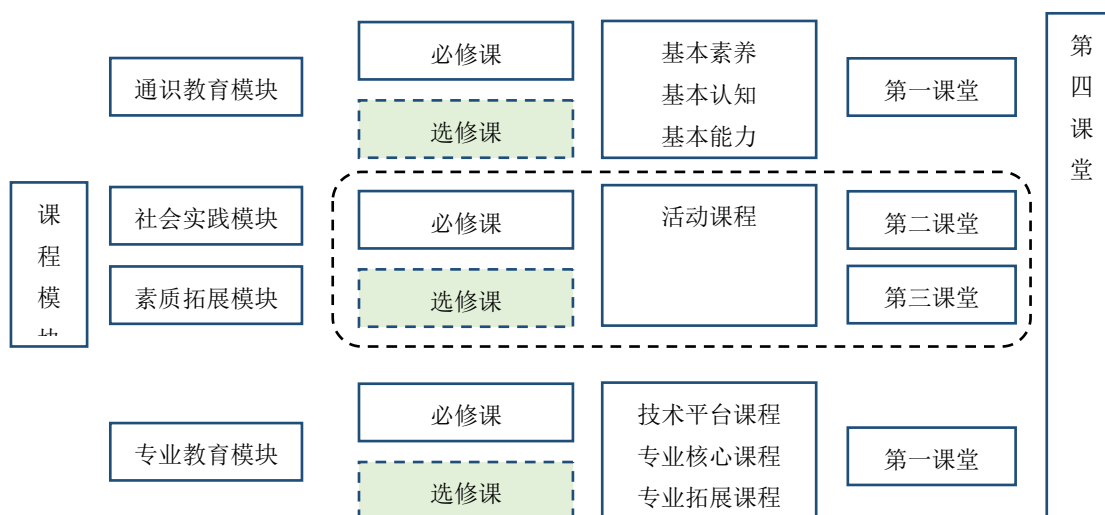 课程模
通识教育模块
必修课
选修课
基本素养
基本认知
基本能力
第一课堂
社会实践模块
素质拓展模块
必修课
选修课
活动课程
第二课堂
第三课堂
专业教育模块
必修课
选修课
技术平台课程
专业核心课程
专业拓展课程
第一课堂
第四课堂